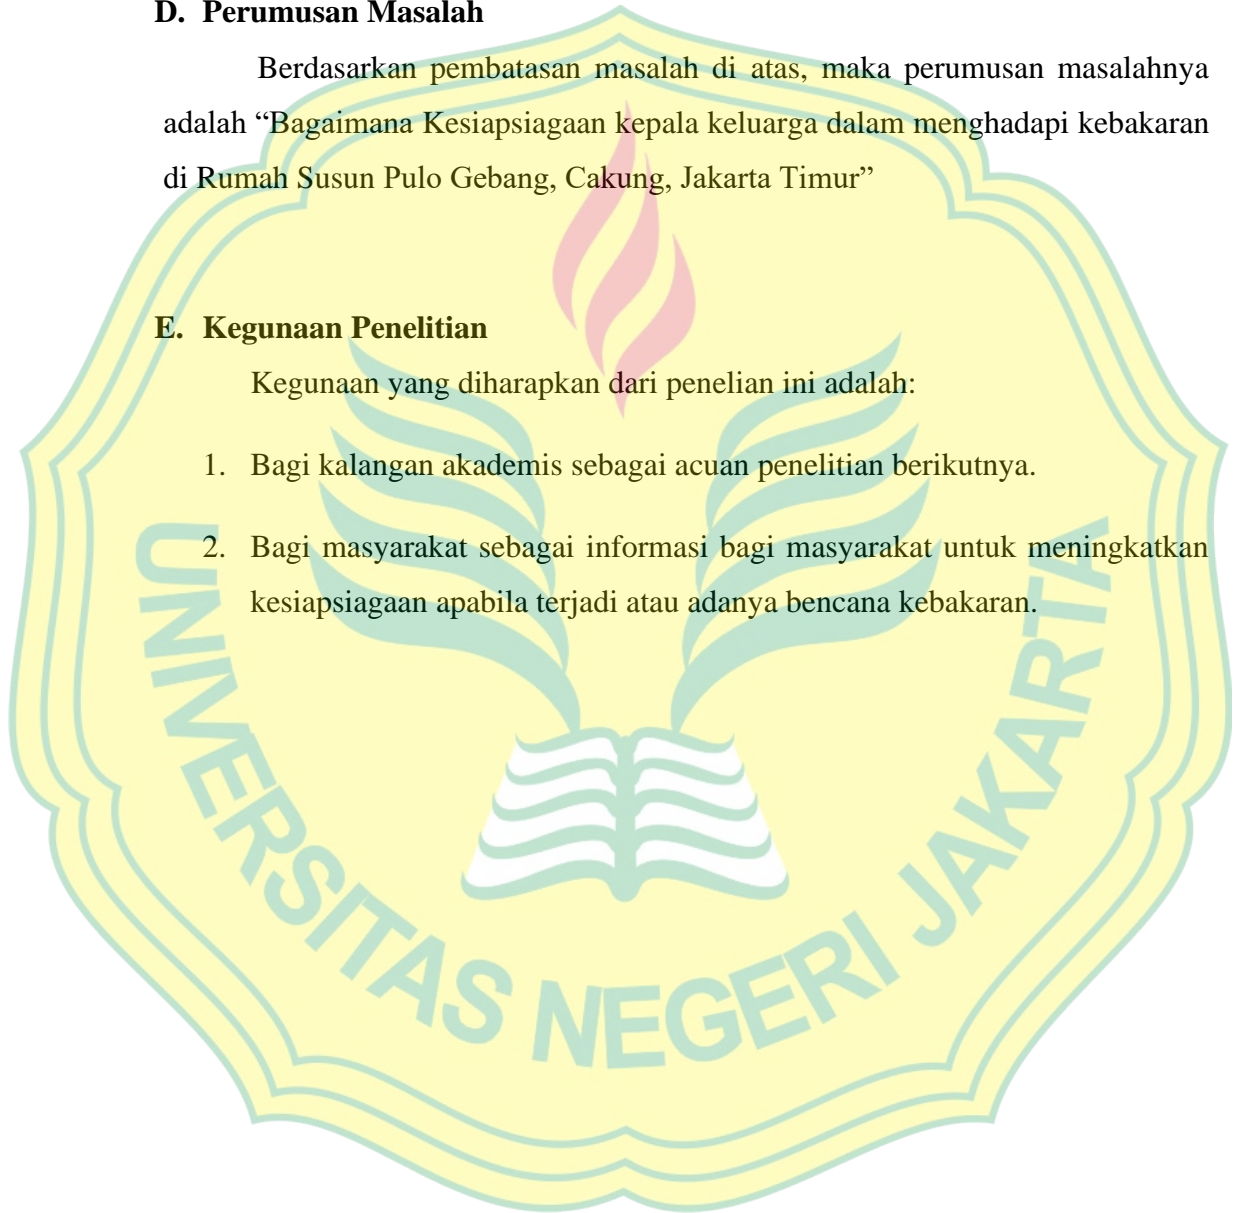 D. Perumusan Masalah
Berdasarkan pembatasan masalah di atas, maka perumusan masalahnya
adalah “Bagaimana Kesiapsiagaan kepala keluarga dalam menghadapi kebakaran
di Rumah Susun Pulo Gebang, Cakung, Jakarta Timur”
E. Kegunaan Penelitian
Kegunaan yang diharapkan dari penelian ini adalah:
1. Bagi kalangan akademis sebagai acuan penelitian berikutnya.
2. Bagi masyarakat sebagai informasi bagi masyarakat untuk meningkatkan
kesiapsiagaan apabila terjadi atau adanya bencana kebakaran.
UNIVERSITAS NEGERI JAKARTA